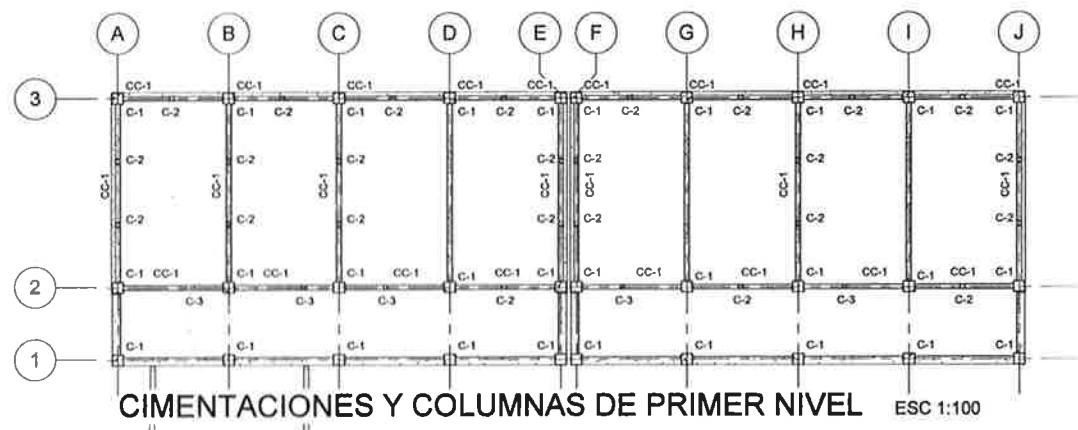 A B C D E F G H I J
3
CC-1 CC-1 CC-1 CC-1 CC-1 CC-1 CC-1 CC-1 CC-1
C-1 C-2 C-1 C-2 C-1 C-2 C-1 C-2 C-1 C-1 C-2 C-1 C-2 C-1 C-2 C-1 C-2 C-1
C-2 C-2 C-2 C-2 C-2 C-2 C-2
CC-1 CC-1 CC-1 CC-1 CC-1 CC-1 CC-1
C-2 C-2 C-2 C-2 C-2 C-2 C-2
2
C-1 CC-1 C-1 CC-1 C-1 CC-1 C-1 CC-1 C-1 C-1 CC-1 C-1 CC-1 C-1 CC-1 C-1 CC-1 C-1
C-3 C-3 C-3 C-2 C-3 C-2 C-3 C-2
1
C-1 C-1 C-1 C-1 C-1 C-1 C-1 C-1 C-1 C-1
CIMENTACIONES Y COLUMNAS DE PRIMER NIVEL ESC 1:100